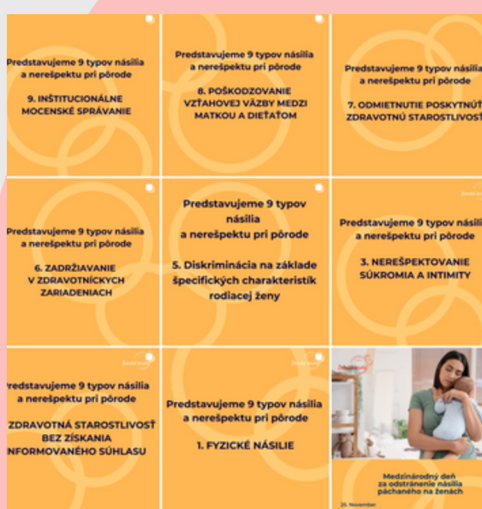 Predstavujeme 9 typov násilia
a nerešpektu pri pôrode
9. INŠTITUCIONÁLNE
MOCENSKÉ SPRÁVANIE
Predstavujeme 9 typov násilia
a nerešpektu pri pôrode
8. POŠKODZOVANIE
VZŤAHOVEJ VÄZBY MEDZI
MATKOU A DIEŤAŤOM
Predstavujeme 9 typov násilia
a nerešpektu pri pôrode
7. ODMIETNUTIE POSKYTNÚŤ
ZDRAVOTNÚ STAROSTLIVOSŤ
Predstavujeme 9 typov násilia
a nerešpektu pri pôrode
6. ZADRŽIAVANIE
V ZDRAVOTNÍCKYCH
ZARIADENIACH
Predstavujeme 9 typov
násilia
a nerešpektu pri pôrode
5. Diskriminácia na základe
špecifických charakteristík
rodiacej ženy
Predstavujeme 9 typov násili
a nerešpektu pri pôrode
3. NEREŠPEKTOVANIE
SÚKROMIA A INTIMITY
redstavujeme 9 typov násilia
a nerešpektu pri pôrode
ZDRAVOTNÁ STAROSTLIVOSŤ
BEZ ZÍSKANIA
NFORMOVANÉHO SÚHLASU
Predstavujeme 9 typov násilia
a nerešpektu pri pôrode
1. FYZICKÉ NÁSILIE
Medzinárodný deň
za odstránenie násilia
páchaného na ženách
25. November